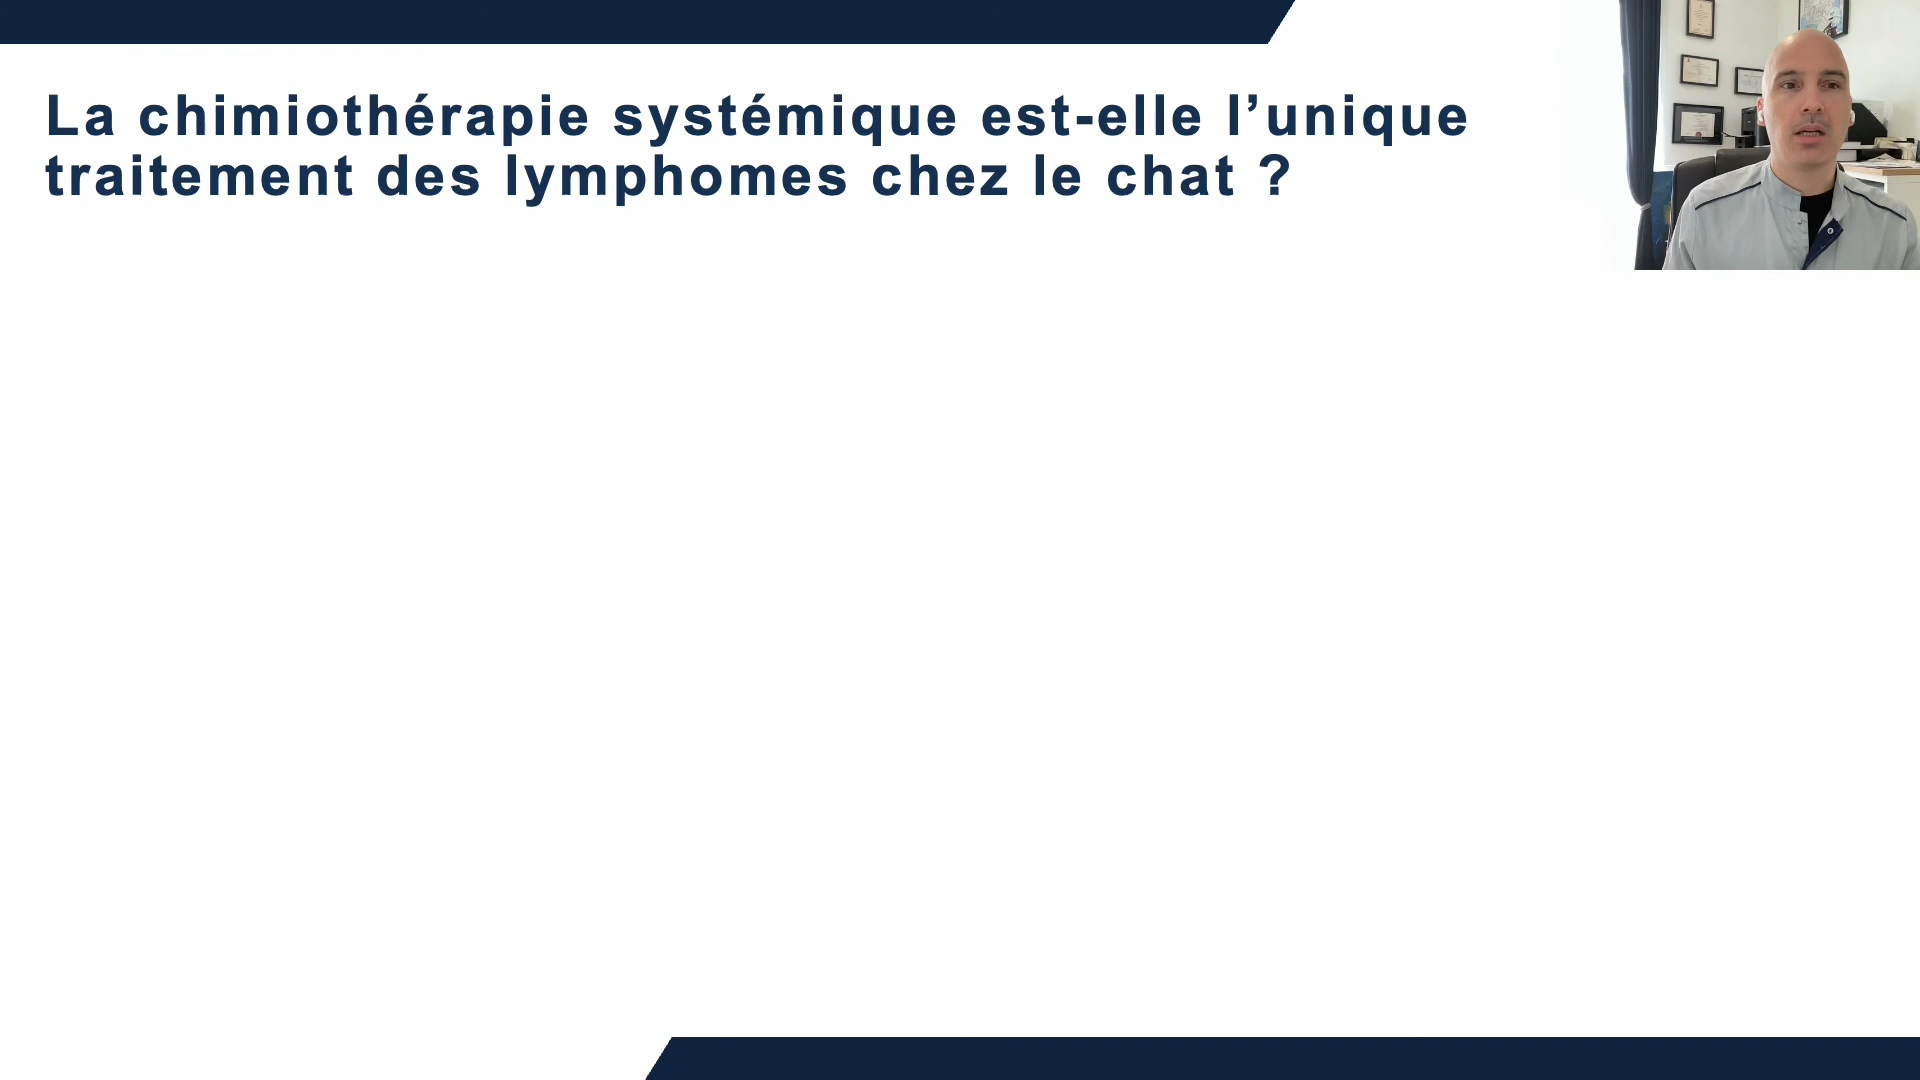 La chimiothérapie systémique est-elle l’unique
traitement des lymphomes chez le chat ?